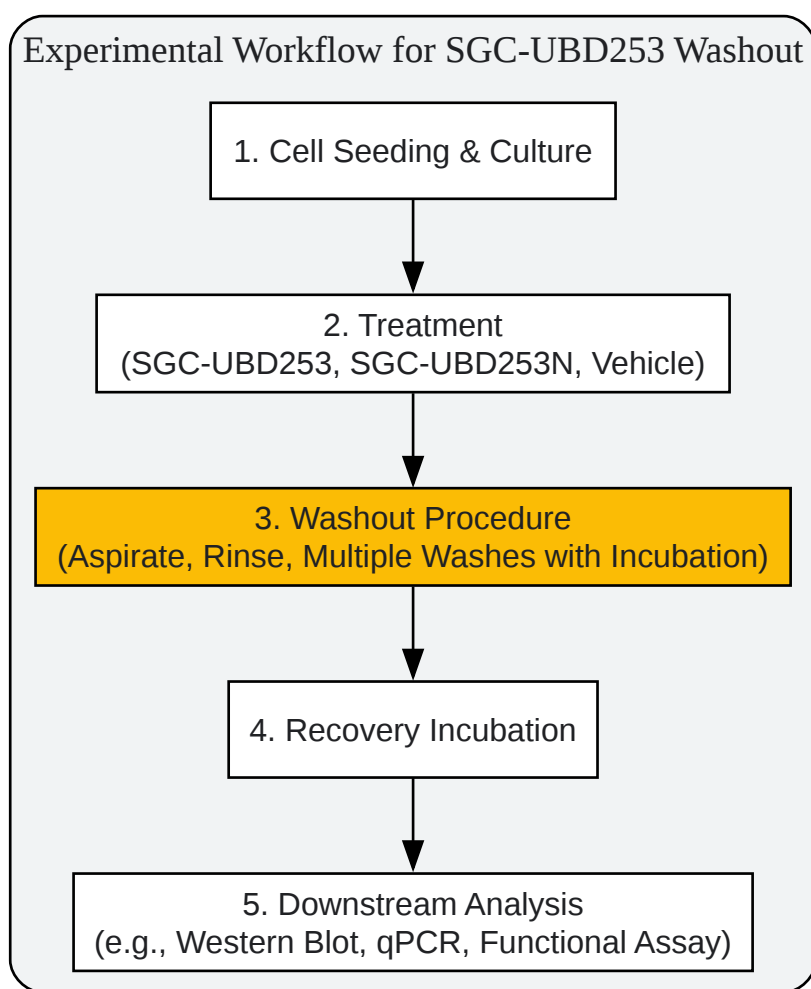 Experimental Workflow for SGC-UBD253 Washout
1. Cell Seeding & Culture
2. Treatment
(SGC-UBD253, SGC-UBD253N, Vehicle)
3. Washout Procedure
(Aspirate, Rinse, Multiple Washes with Incubation)
4. Recovery Incubation
5. Downstream Analysis
(e.g., Western Blot, qPCR, Functional Assay)